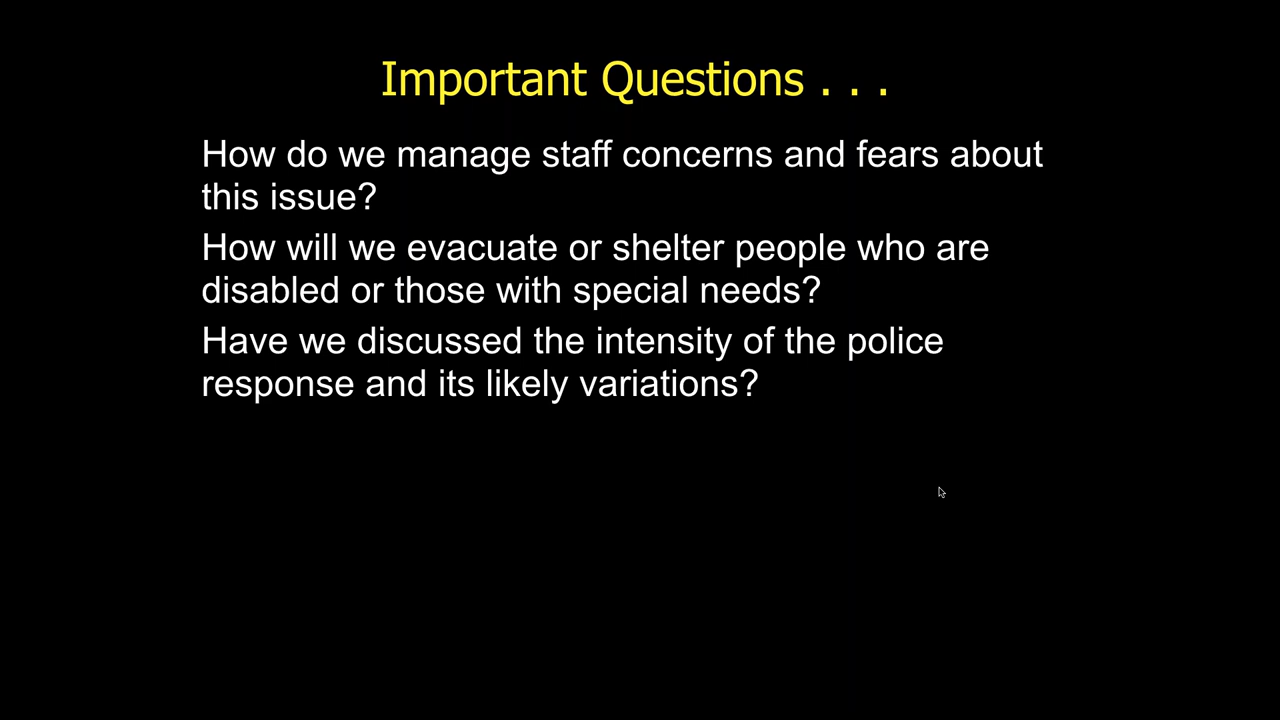 Important Questions . . .
How do we manage staff concerns and fears about
this issue?
How will we evacuate or shelter people who are
disabled or those with special needs?
Have we discussed the intensity of the police
response and its likely variations?